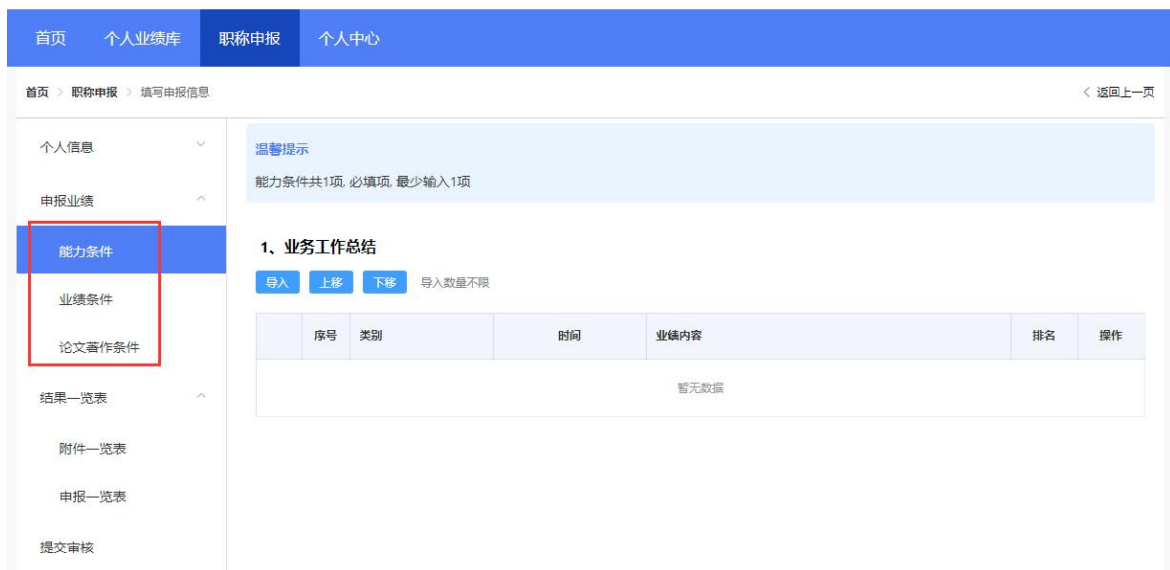 首页 个人业绩库 职称申报 个人中心
首页 > 职称申报 > 填写申报信息 < 返回上一页
个人信息
申报业绩
能力条件
业绩条件
论文著作条件
结果一览表
附件一览表
申报一览表
提交审核
温馨提示
能力条件共1项, 必填项, 最少输入1项
1、业务工作总结
导入 上移 下移 导入数量不限
序号 类别 时间 业绩内容 排名 操作
暂无数据